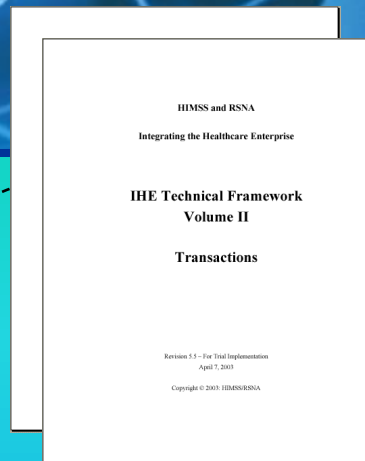 HIMSS and RSNA
Integrating the Healthcare Enterprise
IHE Technical Framework
Volume II
Transactions
Revision 5.5 – For Trial Implementation
April 7, 2003
Copyright © 2003: HIMSS/RSNA